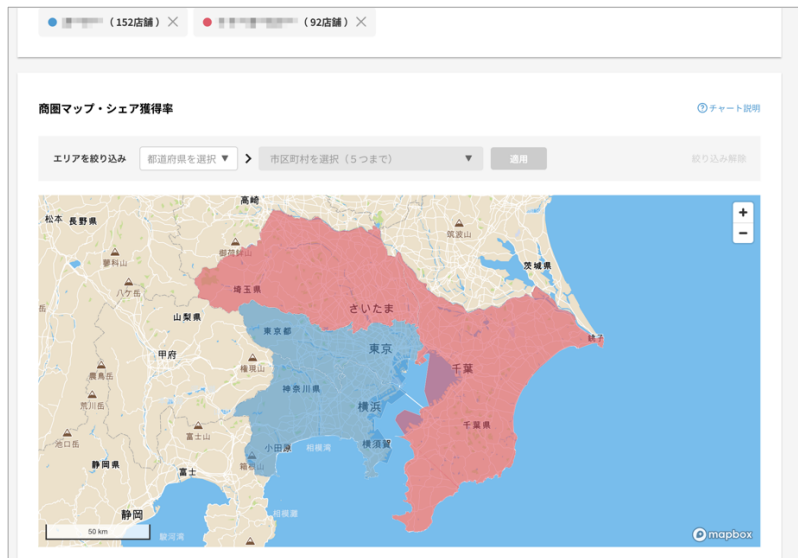 （152店舗） ×
（92店舗） ×
商圏マップ・シェア獲得率
?チャート説明
エリアを絞り込み 都道府県を選択 ▼ > 市区町村を選択（５つまで） ▼ 適用 絞り込み解除
高崎
松本 長野県
筑波山
蓼科山
茨城県
八ケ岳
埼玉県
さいたま
山梨県
東京都
銚子
東京
甲府
権現山
千葉
農鳥岳
神奈川県
荒川岳
横浜
千葉県
富士山
池口岳
横須賀
小田原 相模湾
静岡県
箱根山
富士
静岡
相模灘
50 km
駿河湾
mapbox
+
−